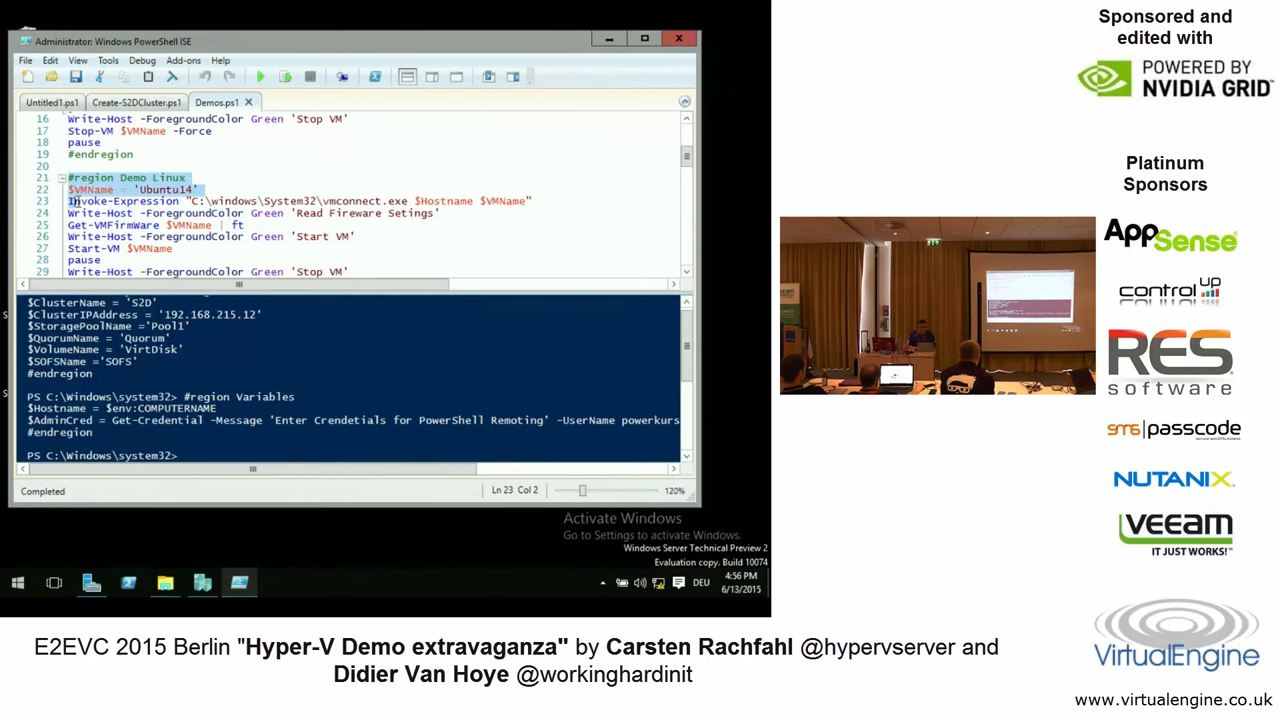 Administrator: Windows PowerShell ISE
File Edit View Tools Debug Add-ons Help
Untitled1.ps1 Create-S2DCluster.ps1 Demos.ps1
16 Write-Host -ForegroundColor Green 'Stop VM'
17 Stop-VM $VMName -Force
18 pause
19 #endregion
20
21 #region Demo Linux
22 $VMName = 'Ubuntu14'
23 Invoke-Expression "C:\windows\System32\vmconnect.exe $Hostname $VMName"
24 Write-Host -ForegroundColor Green 'Read Fireware Setings'
25 Get-VMFirmWare $VMName | ft
26 Write-Host -ForegroundColor Green 'Start VM'
27 Start-VM $VMName
28 pause
29 Write-Host -ForegroundColor Green 'Stop VM'
$ClusterName = 'S2D'
$ClusterIPAddress = '192.168.215.12'
$StoragePoolName ='Pool1'
$QuorumName = 'Quorum'
$VolumeName = 'VirtDisk'
$SOFSName ='SOFS'
#endregion
PS C:\Windows\system32> #region Variables
$Hostname = $env:COMPUTERNAME
$AdminCred = Get-Credential -Message 'Enter Crendetials for PowerShell Remoting' -UserName powerkurs
#endregion
PS C:\Windows\system32>
Completed
Ln 23 Col 2
120%
Activate Windows
Go to Settings to activate Windows.
Windows Server Technical Preview 2
Evaluation copy. Build 10074
DEU
4:56 PM
6/13/2015
Sponsored and
edited with
POWERED BY
NVIDIA GRID
Platinum
Sponsors
AppSense
control UP
RES
software
sms|passcode
NUTANIX
VEEAM
IT JUST WORKS!
VirtualEngine
www.virtualengine.co.uk
E2EVC 2015 Berlin "Hyper-V Demo extravaganza" by Carsten Rachfahl @hypervserver and
Didier Van Hoye @workinghardinit